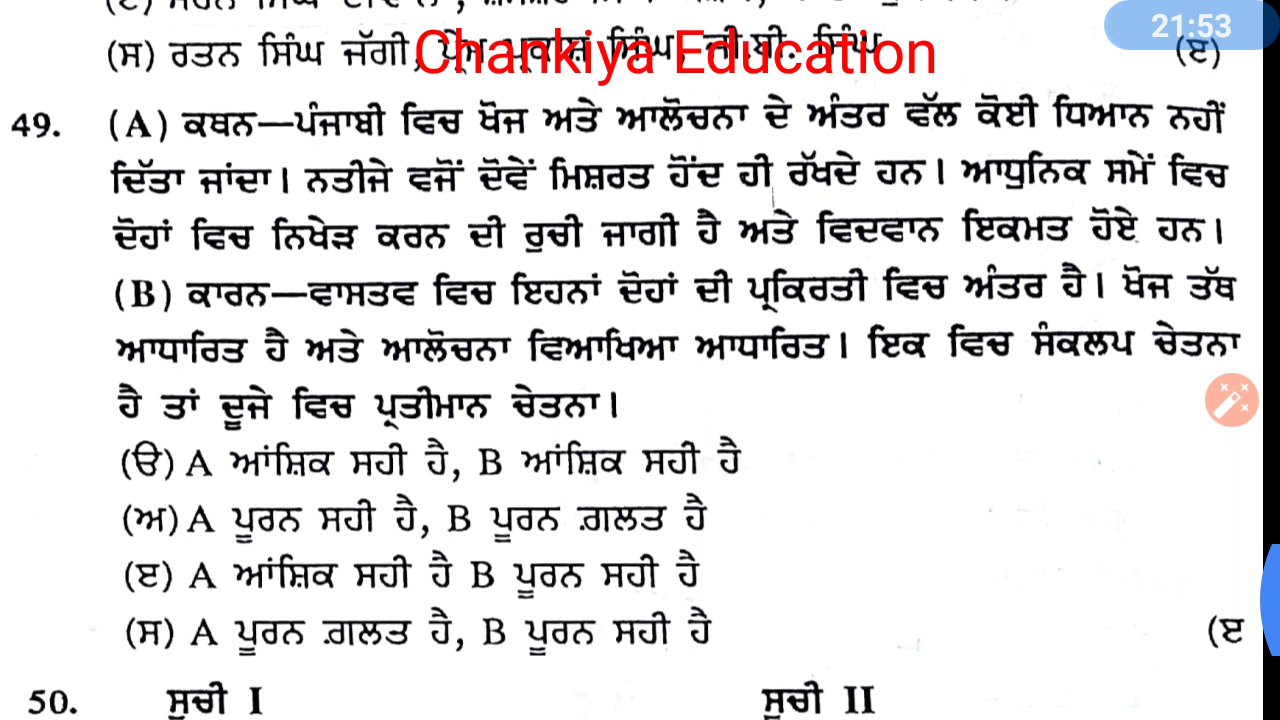 21:53
(ਸ) ਰਤਨ ਸਿੰਘ ਜੱਗੀ, (ੲ)
Chankiya Education
49. (A) ਕਥਨ—ਪੰਜਾਬੀ ਵਿਚ ਖੋਜ ਅਤੇ ਆਲੋਚਨਾ ਦੇ ਅੰਤਰ ਵੱਲ ਕੋਈ ਧਿਆਨ ਨਹੀਂ
ਦਿੱਤਾ ਜਾਂਦਾ। ਨਤੀਜੇ ਵਜੋਂ ਦੋਵੇਂ ਮਿਸ਼ਰਤ ਹੋਂਦ ਹੀ ਰੱਖਦੇ ਹਨ। ਆਧੁਨਿਕ ਸਮੇਂ ਵਿਚ
ਦੋਹਾਂ ਵਿਚ ਨਿਖੇੜ ਕਰਨ ਦੀ ਰੁਚੀ ਜਾਗੀ ਹੈ ਅਤੇ ਵਿਦਵਾਨ ਇਕਮਤ ਹੋਏ ਹਨ।
(B) ਕਾਰਨ—ਵਾਸਤਵ ਵਿਚ ਇਹਨਾਂ ਦੋਹਾਂ ਦੀ ਪ੍ਰਕਿਰਤੀ ਵਿਚ ਅੰਤਰ ਹੈ। ਖੋਜ ਤੱਥ
ਆਧਾਰਿਤ ਹੈ ਅਤੇ ਆਲੋਚਨਾ ਵਿਆਖਿਆ ਆਧਾਰਿਤ। ਇਕ ਵਿਚ ਸੰਕਲਪ ਚੇਤਨਾ
ਹੈ ਤਾਂ ਦੂਜੇ ਵਿਚ ਪ੍ਰਤੀਮਾਨ ਚੇਤਨਾ।
(ੳ) A ਆਂਸ਼ਿਕ ਸਹੀ ਹੈ, B ਆਂਸ਼ਿਕ ਸਹੀ ਹੈ
(ਅ) A ਪੂਰਨ ਸਹੀ ਹੈ, B ਪੂਰਨ ਗ਼ਲਤ ਹੈ
(ੲ) A ਆਂਸ਼ਿਕ ਸਹੀ ਹੈ B ਪੂਰਨ ਸਹੀ ਹੈ
(ਸ) A ਪੂਰਨ ਗ਼ਲਤ ਹੈ, B ਪੂਰਨ ਸਹੀ ਹੈ (ੲ
50. ਸੂਚੀ I ਸੂਚੀ II